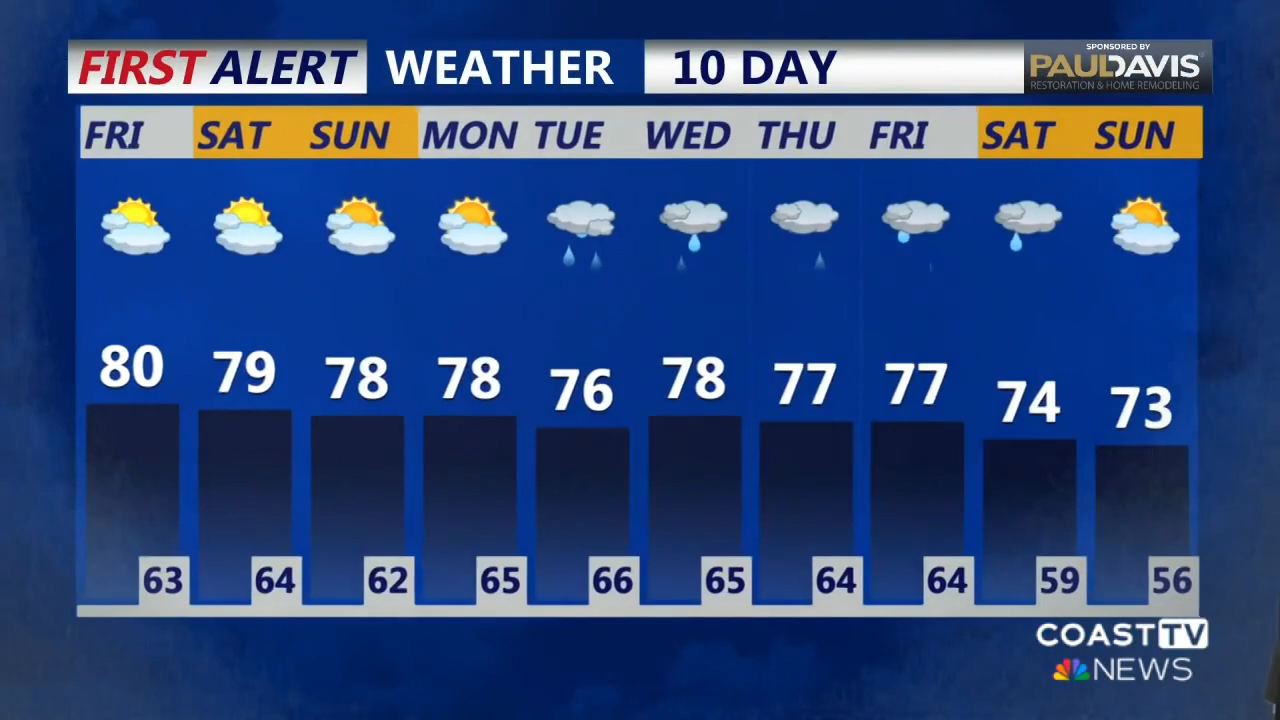 FIRST ALERT WEATHER 10 DAY
SPONSORED BY
PAULDAVIS
RESTORATION & HOME REMODELING
FRI SAT SUN MON TUE WED THU FRI SAT SUN
80 79 78 78 76 78 77 77 74 73
63 64 62 65 66 65 64 64 59 56
COAST TV
NEWS